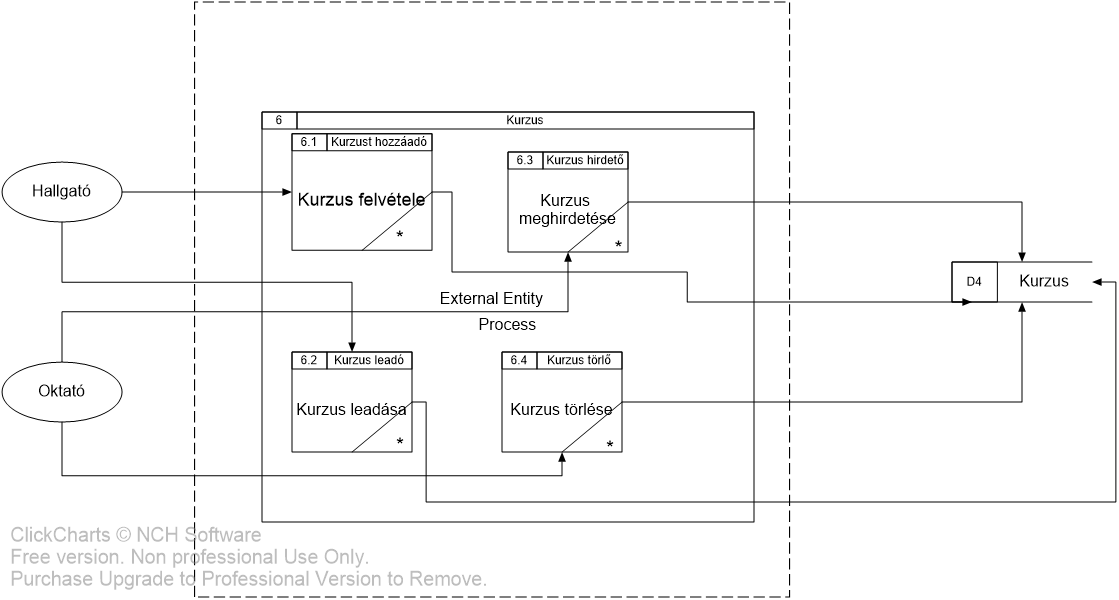 6 Kurzus
6.1 Kurzust hozzáadó
Kurzus felvétele
*
6.3 Kurzus hirdető
Kurzus
meghirdetése
*
Hallgató
D4 Kurzus
External Entity
Process
6.2 Kurzus leadó
Kurzus leadása
*
6.4 Kurzus törlő
Kurzus törlése
*
Oktató
ClickCharts © NCH Software
Free version. Non professional Use Only.
Purchase Upgrade to Professional Version to Remove.